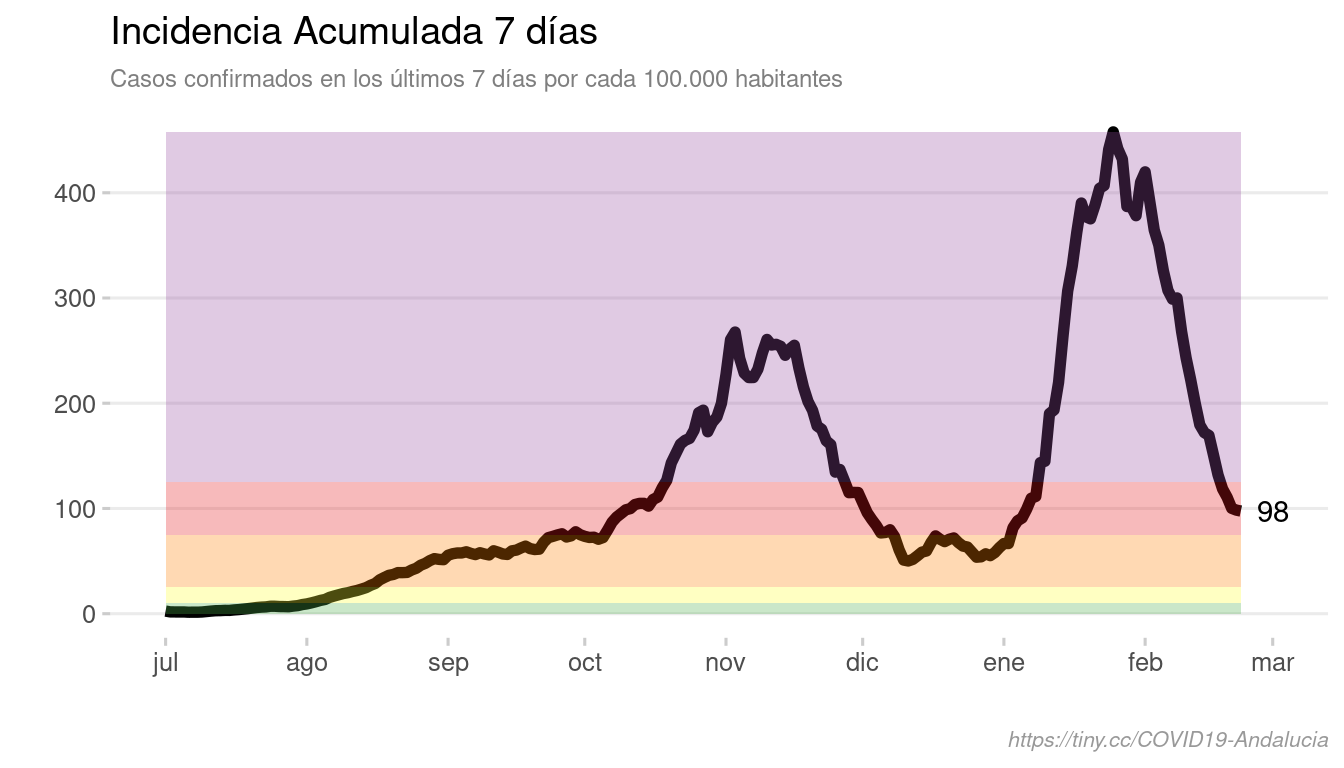 Incidencia Acumulada 7 días
Casos confirmados en los últimos 7 días por cada 100.000 habitantes
400
300
200
100
0
98
jul ago sep oct nov dic ene feb mar
https://tiny.cc/COVID19-Andalucia